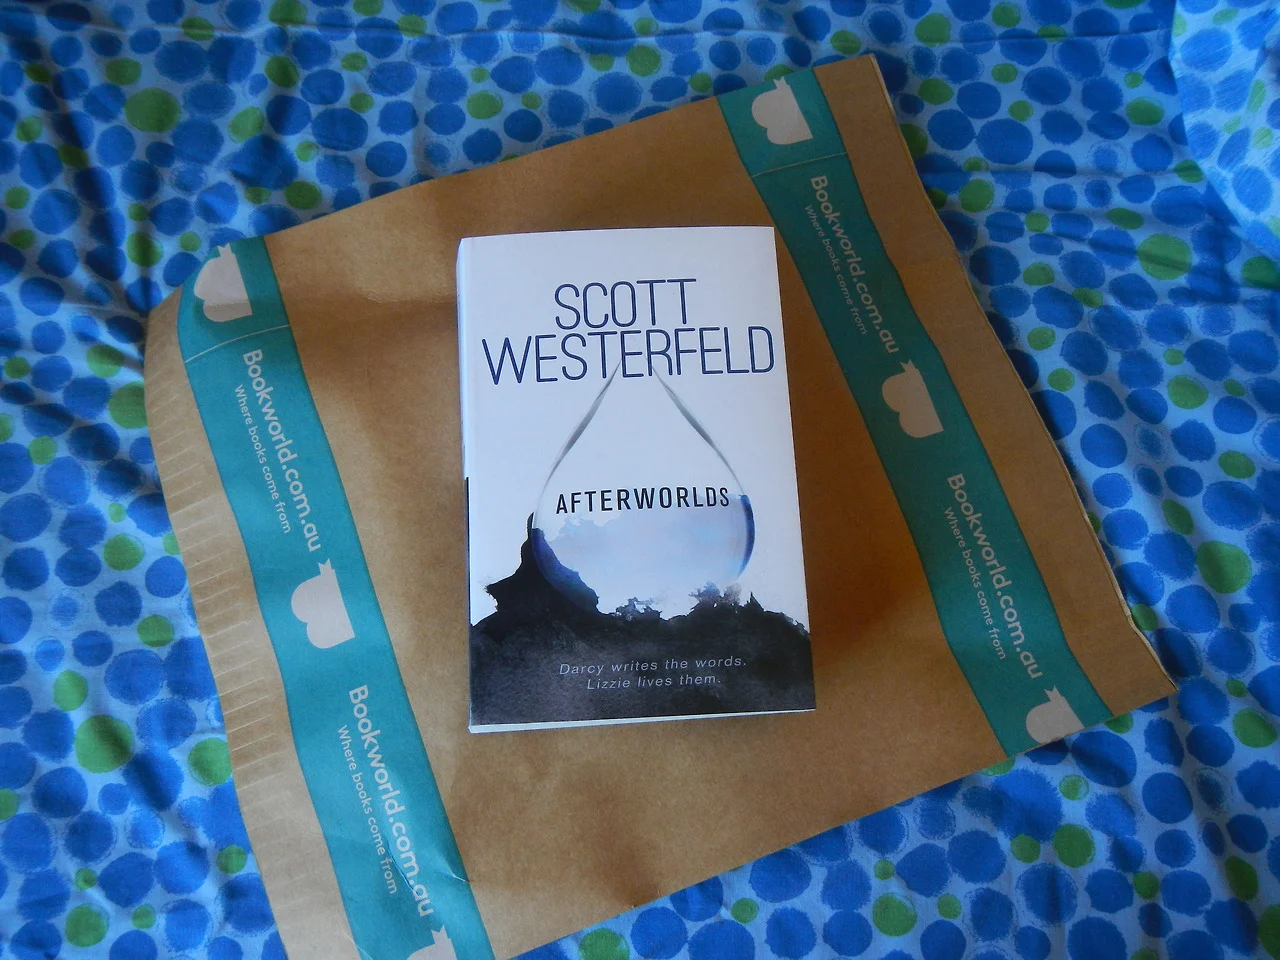 SCOTT
WESTERFELD
AFTERWORLDS
Darcy writes the words.
Lizzie lives them.
Bookworld.com.au
Where books come from
Bookworld.com.au
Where books come from
Bookworld.com.au
Where books come from
Bookworld.com.au
Where books come from